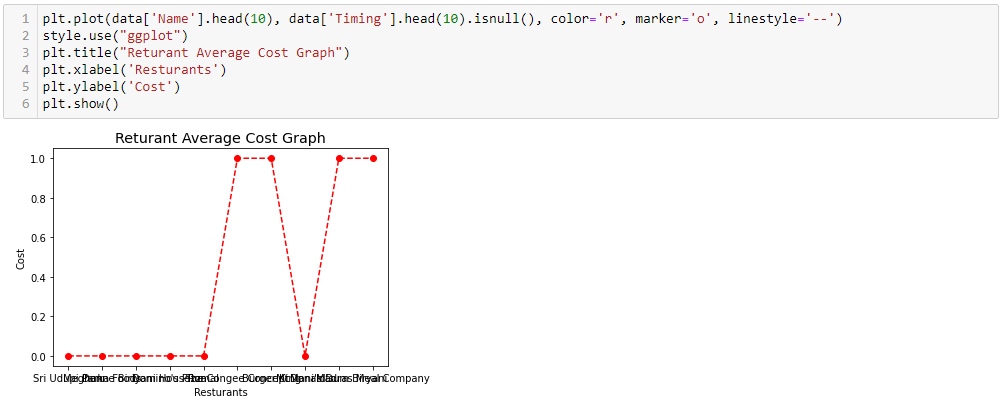 1 plt.plot(data['Name'].head(10), data['Timing'].head(10).isnull(), color='r', marker='o', linestyle='--')
2 style.use("ggplot")
3 plt.title("Returant Average Cost Graph")
4 plt.xlabel('Resturants')
5 plt.ylabel('Cost')
6 plt.show()
Returant Average Cost Graph
1.0
0.8
0.6
0.4
0.2
0.0
Cost
Sri Company
Resturants